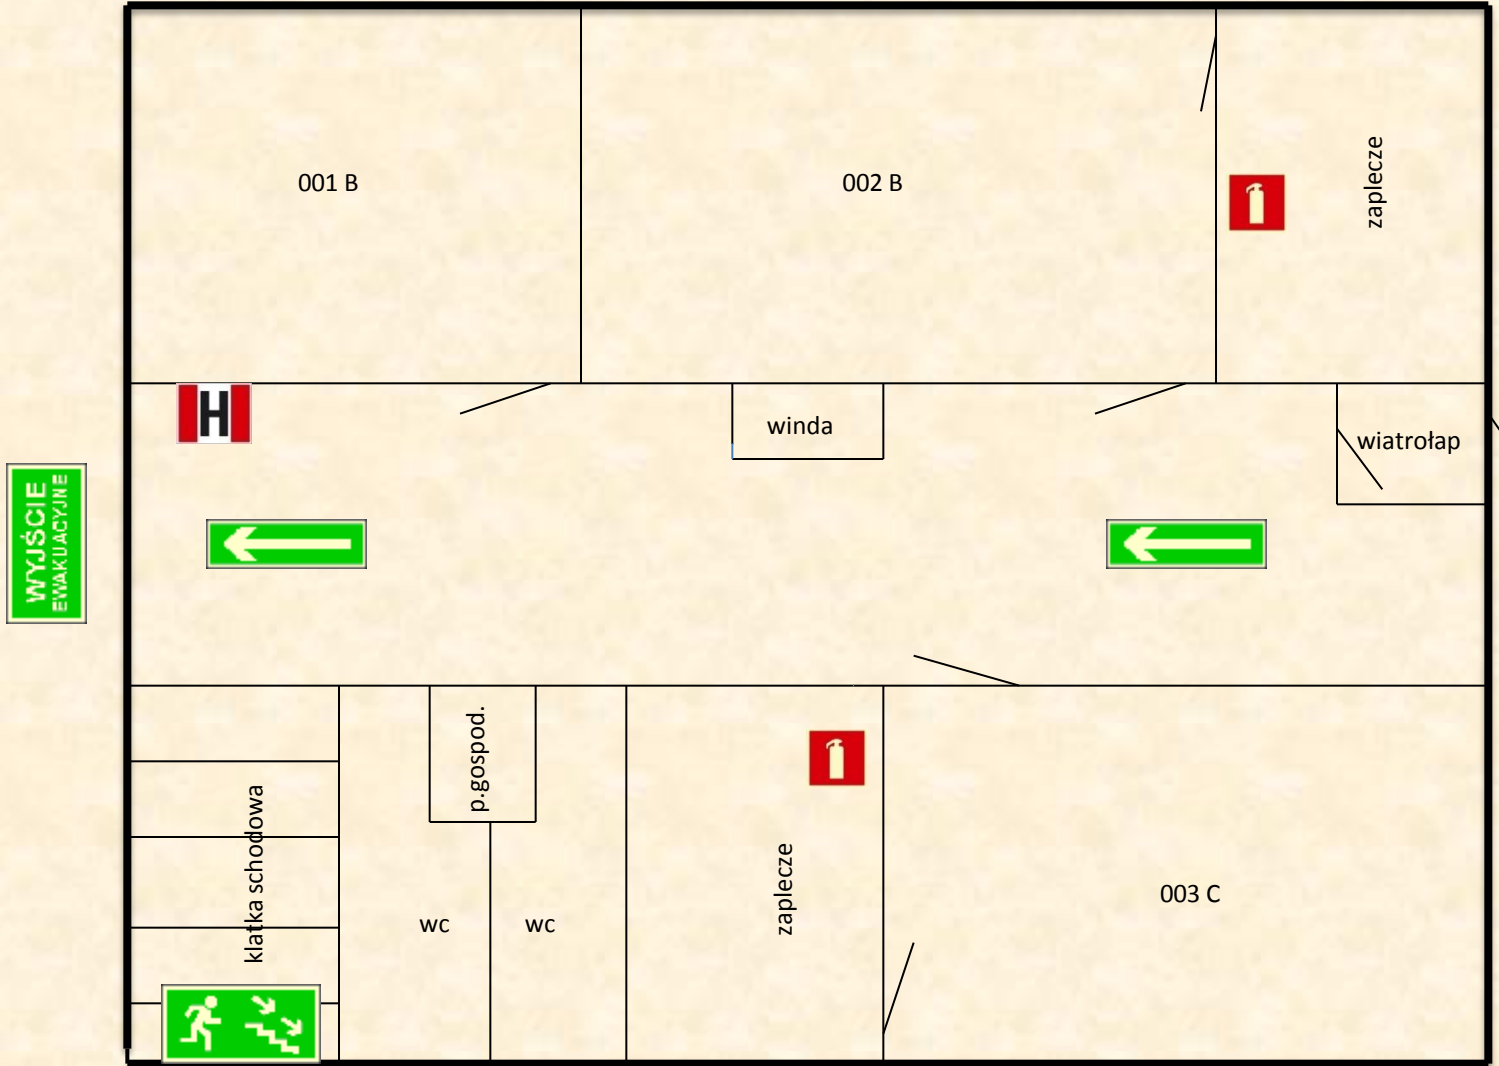 001 B
002 B
zaplecze
H
winda
wiatrołap
WYJŚCIE
EWAKUACYJNE
p.gospod.
klatka schodowa
wc
wc
zaplecze
003 C